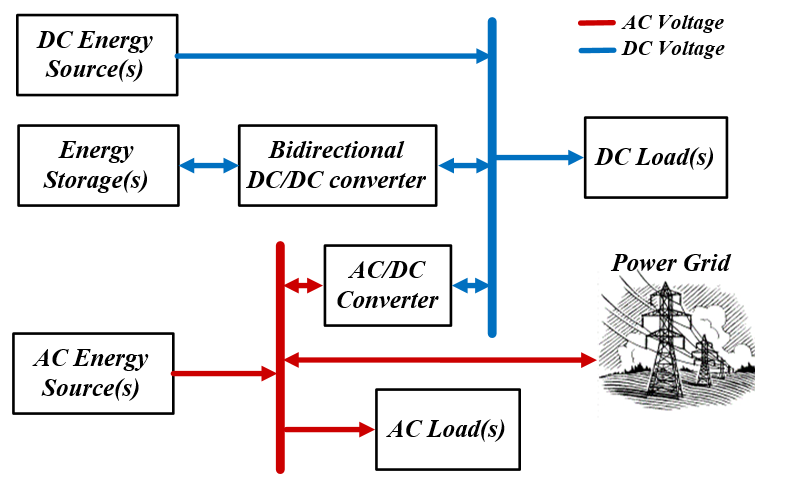 DC Energy
Source(s)
AC Voltage
DC Voltage
Energy
Storage(s)
Bidirectional
DC/DC converter
DC Load(s)
AC/DC
Converter
Power Grid
AC Energy
Source(s)
AC Load(s)